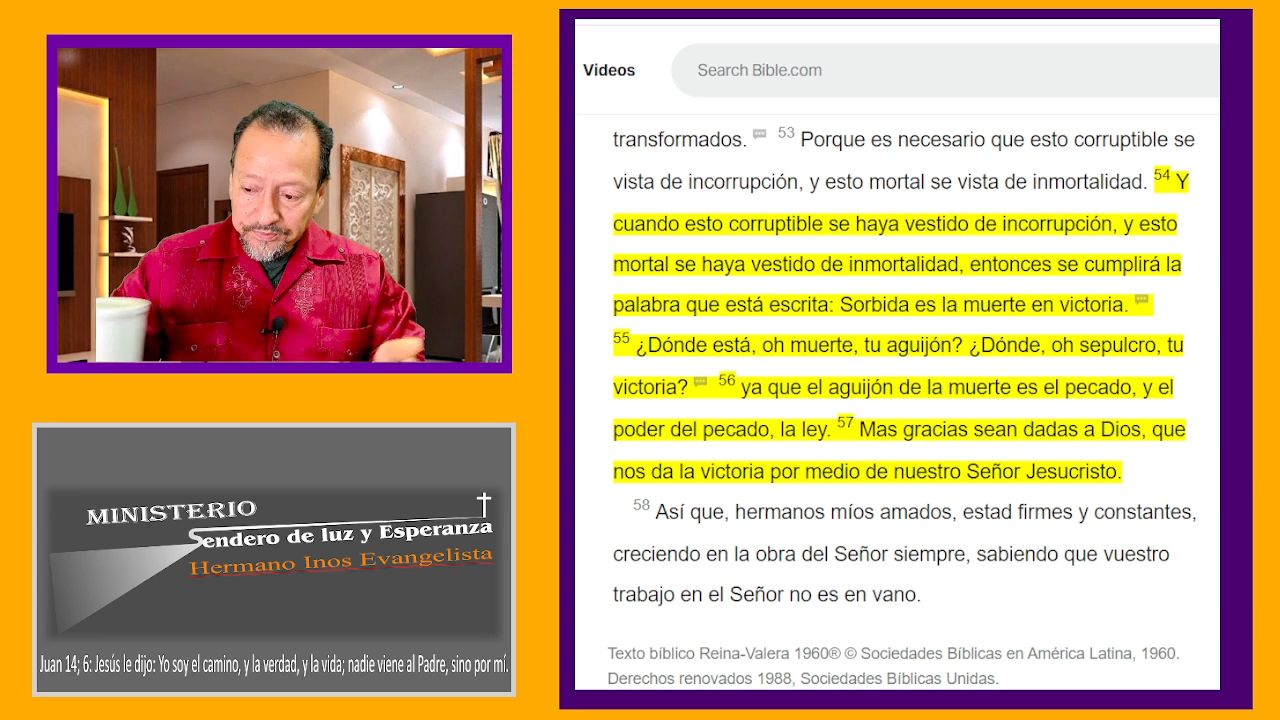 Videos
Search Bible.com
transformados. 53 Porque es necesario que esto corruptible se
vista de incorrupción, y esto mortal se vista de inmortalidad. 54 Y
cuando esto corruptible se haya vestido de incorrupción, y esto
mortal se haya vestido de inmortalidad, entonces se cumplirá la
palabra que está escrita: Sorbida es la muerte en victoria.
55 ¿Dónde está, oh muerte, tu aguijón? ¿Dónde, oh sepulcro, tu
victoria? 56 ya que el aguijón de la muerte es el pecado, y el
poder del pecado, la ley. 57 Mas gracias sean dadas a Dios, que
nos da la victoria por medio de nuestro Señor Jesucristo.
58 Así que, hermanos míos amados, estad firmes y constantes,
creciendo en la obra del Señor siempre, sabiendo que vuestro
trabajo en el Señor no es en vano.
Texto bíblico Reina-Valera 1960® © Sociedades Bíblicas en América Latina, 1960.
Derechos renovados 1988, Sociedades Bíblicas Unidas.
MINISTERIO
Sendero de luz y Esperanza
Hermano Inos Evangelista
Juan 14; 6: Jesús le dijo: Yo soy el camino, y la verdad, y la vida; nadie viene al Padre, sino por mí.